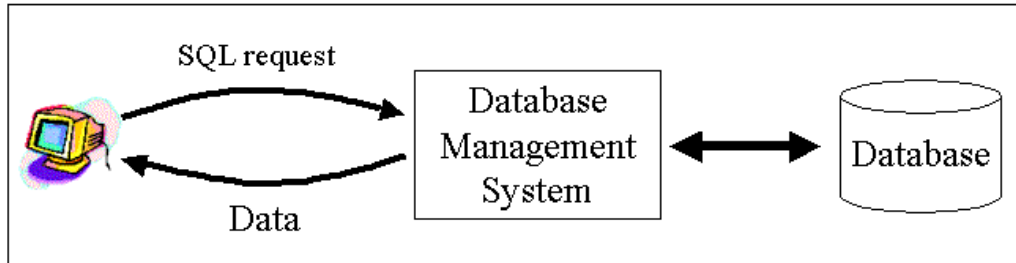 SQL request
Database
Management
System
Database
Data